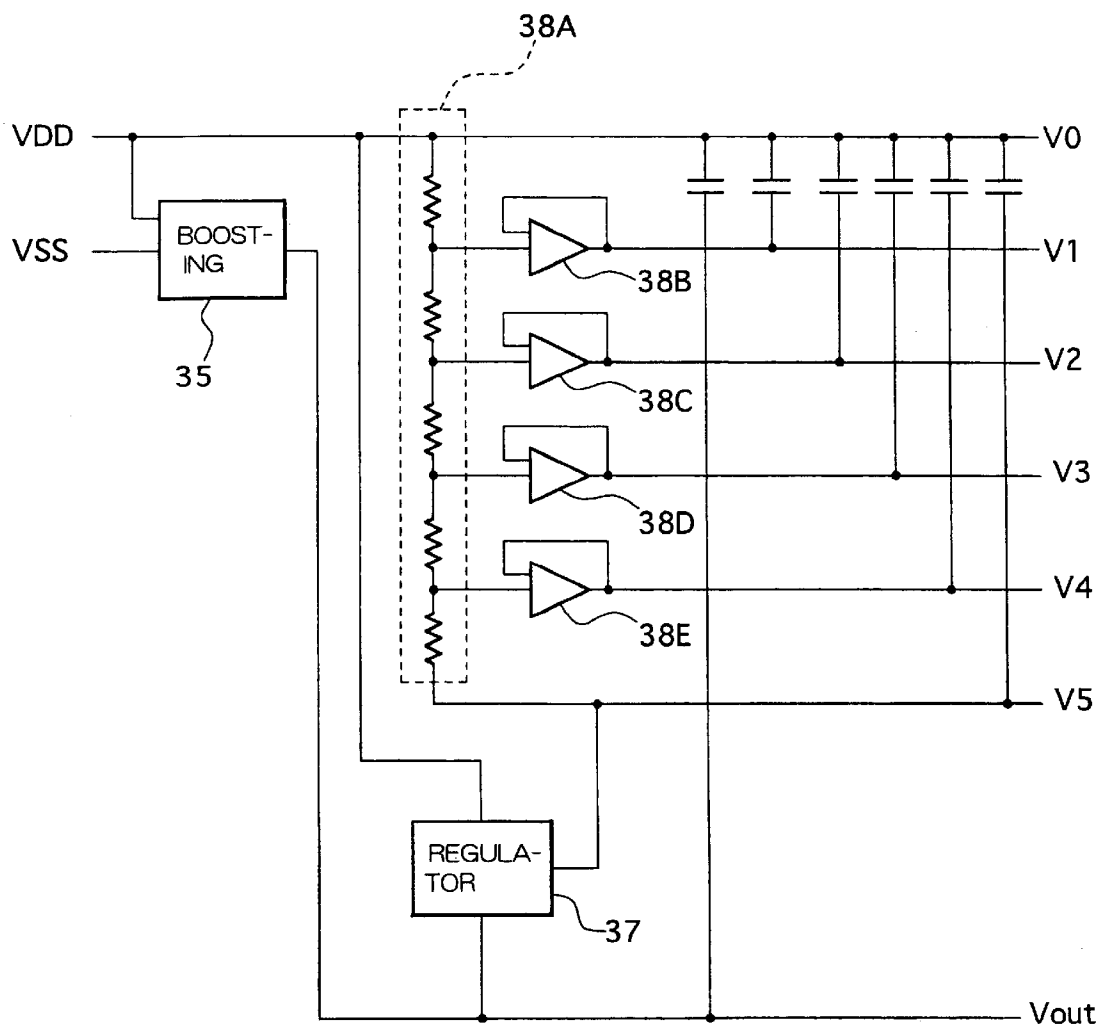 38A
VDD
V0
BOOST-
ING
VSS
V1
38B
35
V2
38C
V3
38D
V4
38E
V5
REGULA-
TOR
37
Vout